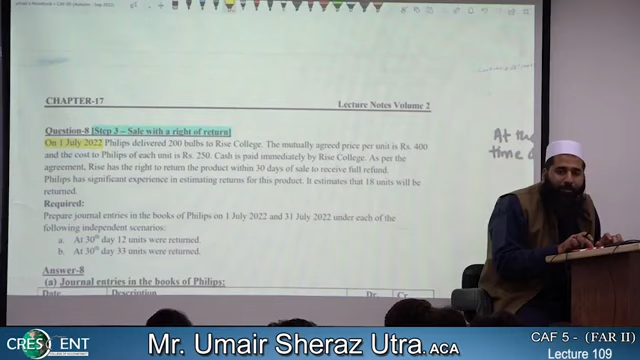 CHAPTER-17
Lecture Notes Volume 2
Question-8 [Step 3 – Sale with a right of return]
On 1 July 2022 Philips delivered 200 bulbs to Rise College. The mutually agreed price per unit is Rs. 400
and the cost to Philips of each unit is Rs. 250. Cash is paid immediately by Rise College. As per the
agreement, Rise has the right to return the product within 30 days of sale to receive full refund.
Philips has significant experience in estimating returns for this product. It estimates that 18 units will be
returned.
Required:
Prepare journal entries in the books of Philips on 1 July 2022 and 31 July 2022 under each of the
following independent scenarios:
a. At 30th day 12 units were returned.
b. At 30th day 33 units were returned.
Answer-8
(a) Journal entries in the books of Philips:
Date Description Dr. Cr.
At the
time
CRESCENT
Mr. Umair Sheraz Utra. ACA
CAF 5 - (FAR II)
Lecture 109